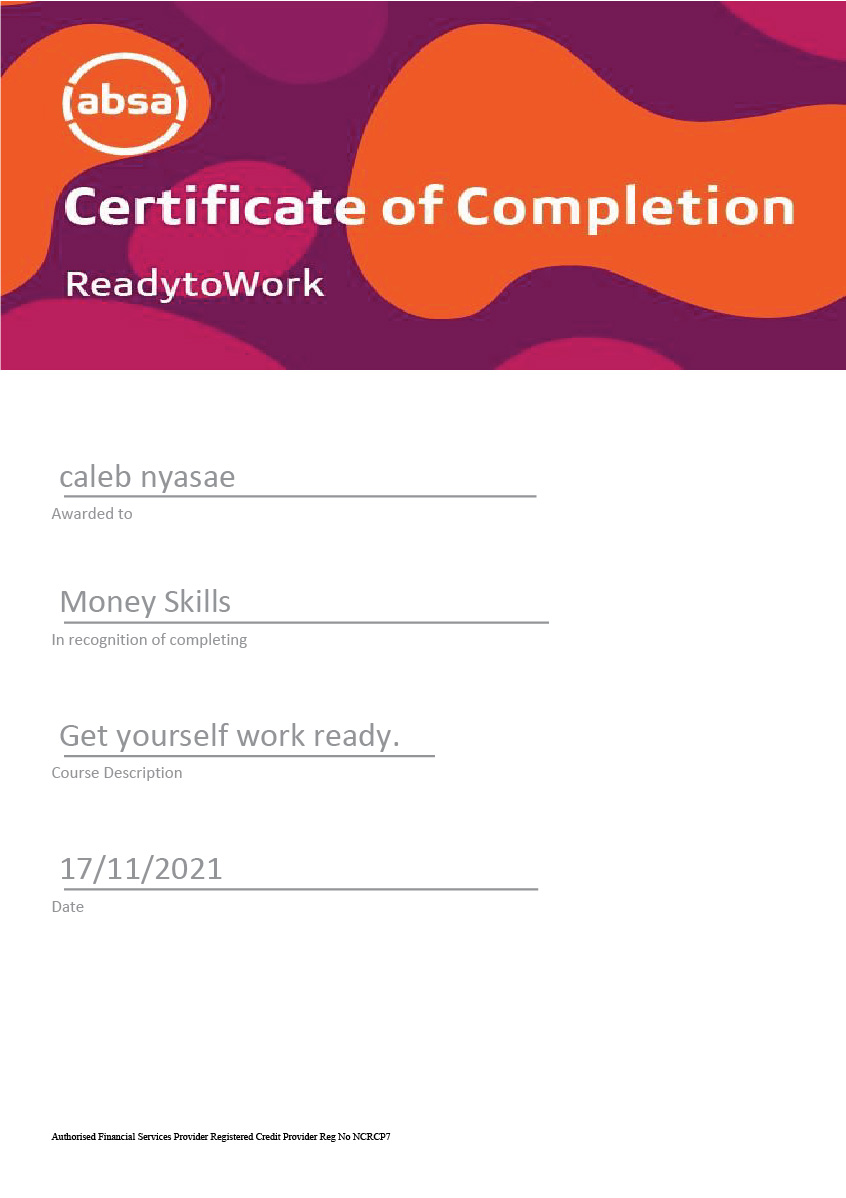 absa
Certificate of Completion
ReadytoWork
caleb nyasae
Awarded to
Money Skills
In recognition of completing
Get yourself work ready.
Course Description
17/11/2021
Date
Authorised Financial Services Provider Registered Credit Provider Reg No NCRCP7